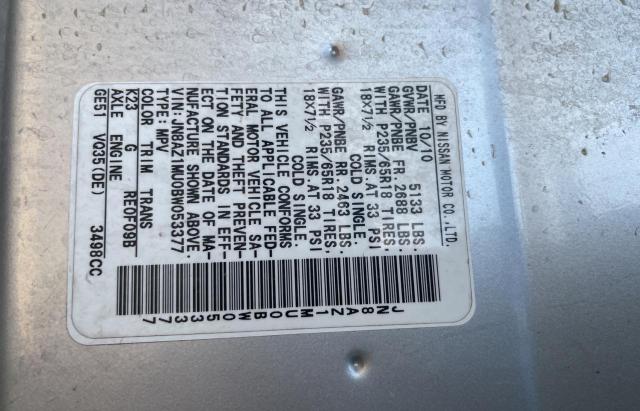 MFD BY NISSAN MOTOR CO.,LTD.
DATE 10/10
GVWR/PNBV 5133 LBS.
GAWR/PNBE FR. 2688 LBS.
WITH P235/65R18 TIRES,
18X7 1/2 RIMS.AT 33 PSI
COLD SINGLE.
GAWR/PNBE RR. 2463 LBS.
WITH P235/65R18 TIRES,
18X7 1/2 RIMS.AT 33 PSI
COLD SINGLE.
THIS VEHICLE CONFORMS
TO ALL APPLICABLE FED-
ERAL MOTOR VEHICLE SA-
FETY AND THEFT PREVEN-
TION STANDARDS IN EFF-
ECT ON THE DATE OF MA-
NUFACTURE SHOWN ABOVE.
VIN:JN8AZ1MU0BW053377
TYPE:MPV
COLOR TRIM TRANS
K23 G RE0F09B
AXLE ENGINE
GE51 VQ35(DE) 3498CC
JN8AZ1MU0BW053377